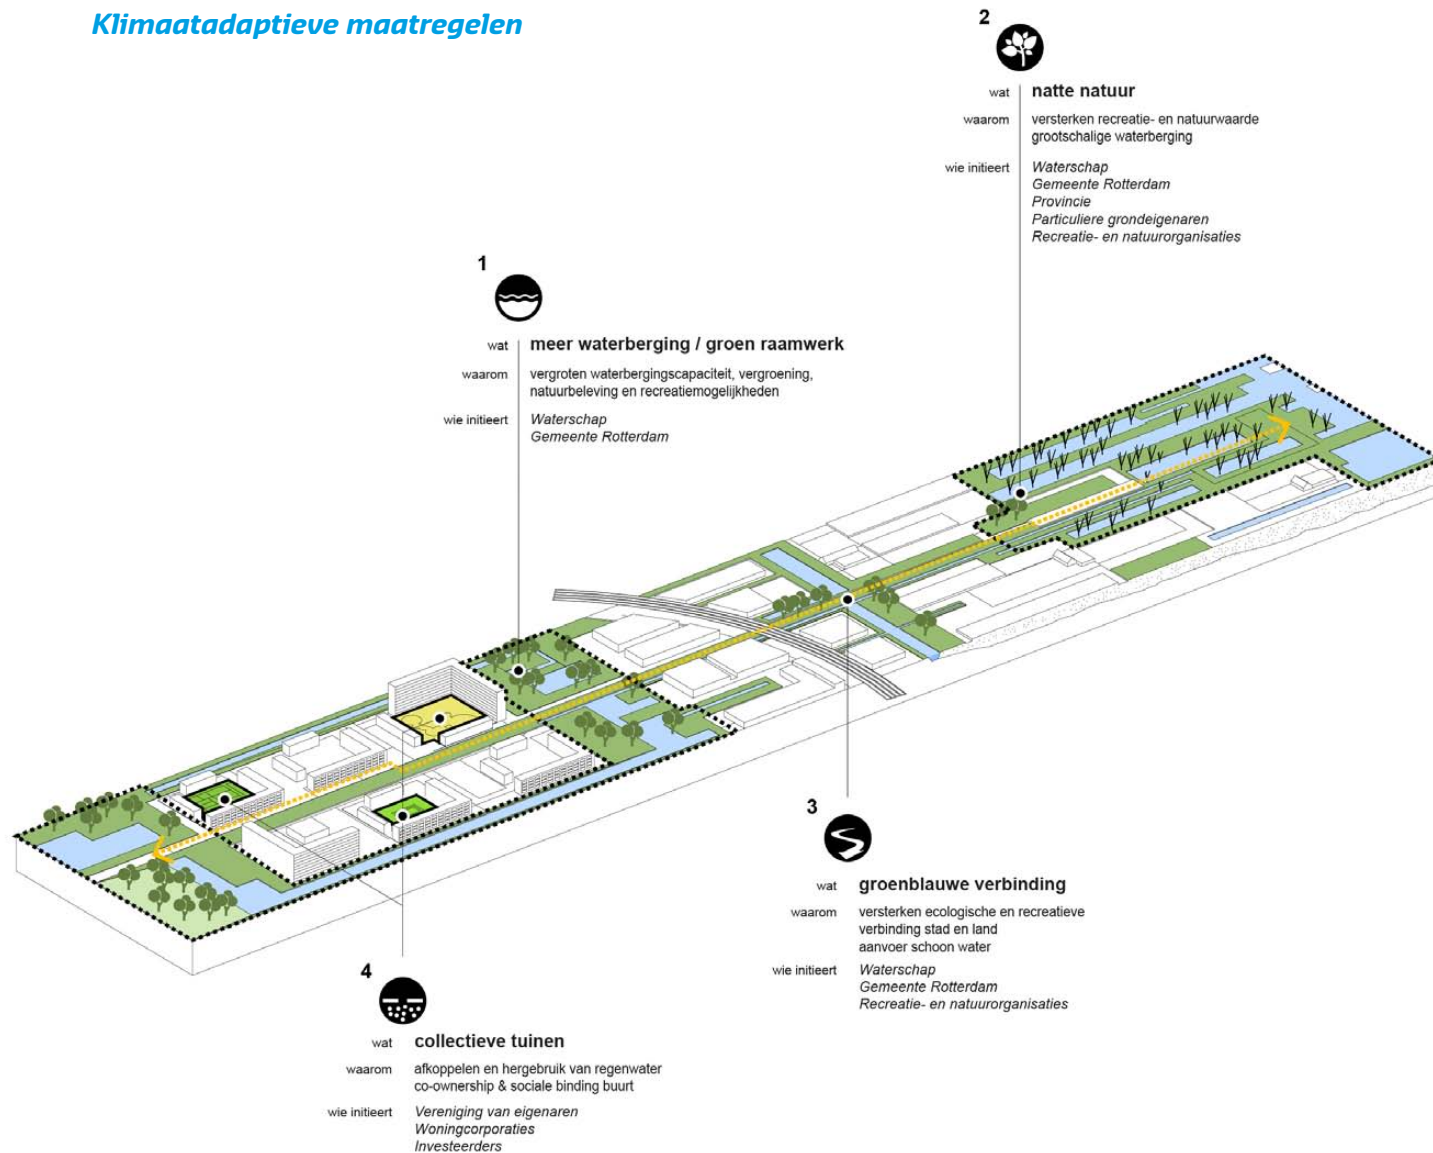 Klimaatadaptieve maatregelen
2
wat natte natuur
waarom versterken recreatie- en natuurwaarde
grootschalige waterberging
wie initieert Waterschap
Gemeente Rotterdam
Provincie
Particuliere grondeigenaren
Recreatie- en natuurorganisaties
1
wat meer waterberging / groen raamwerk
waarom vergroten waterbergingscapaciteit, vergroening,
natuurbeleving en recreatiemogelijkheden
wie initieert Waterschap
Gemeente Rotterdam
3
wat groenblauwe verbinding
waarom versterken ecologische en recreatieve
verbinding stad en land
aanvoer schoon water
wie initieert Waterschap
Gemeente Rotterdam
Recreatie- en natuurorganisaties
4
wat collectieve tuinen
waarom afkoppelen en hergebruik van regenwater
co-ownership & sociale binding buurt
wie initieert Vereniging van eigenaren
Woningcorporaties
Investeerders